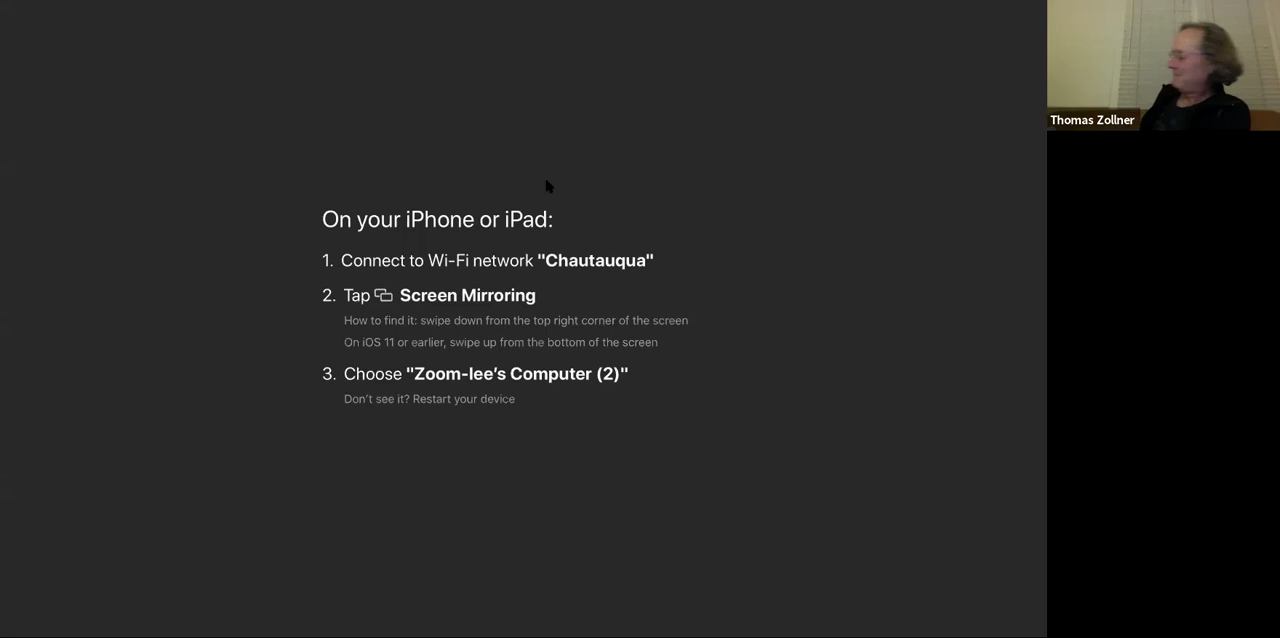 On your iPhone or iPad:
1. Connect to Wi-Fi network "Chautauqua"
2. Tap Screen Mirroring
How to find it: swipe down from the top right corner of the screen
On iOS 11 or earlier, swipe up from the bottom of the screen
3. Choose "Zoom-lee’s Computer (2)"
Don’t see it? Restart your device
Thomas Zollner